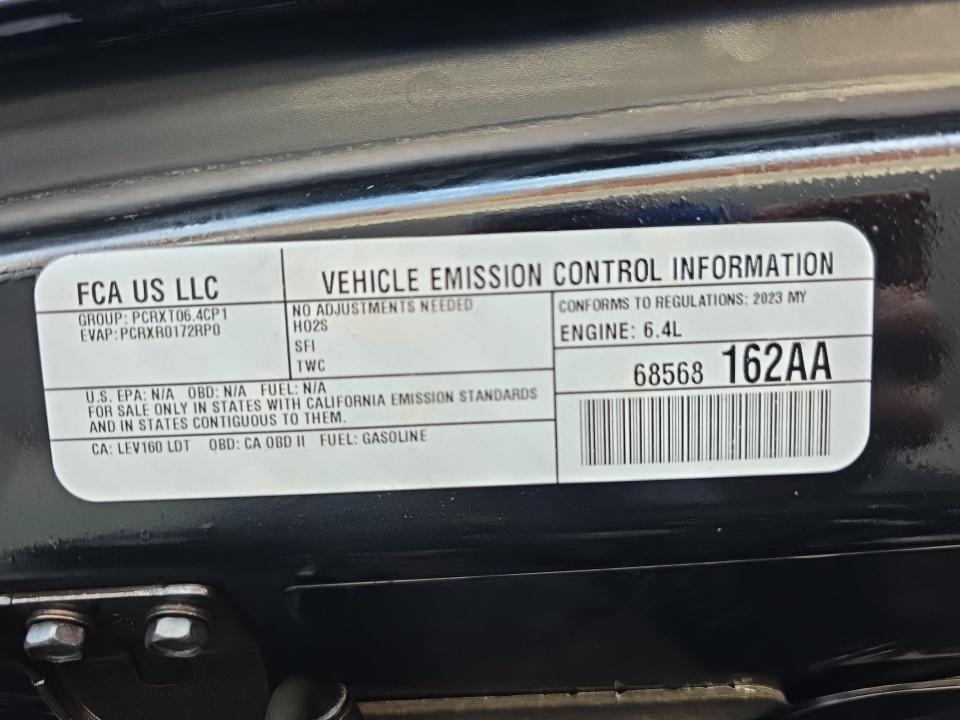 FCA US LLC
GROUP: PCRXT06.4CP1
EVAP:PCRXR0172RP0
VEHICLE EMISSION CONTROL INFORMATION
NO ADJUSTMENTS NEEDED
HO2S
SFI
TWC
CONFORMS TO REGULATIONS: 2023 MY
ENGINE: 6.4L
68568 162AA
U.S. EPA: N/A OBD: N/A FUEL: N/A
FOR SALE ONLY IN STATES WITH CALIFORNIA EMISSION STANDARDS
AND IN STATES CONTIGUOUS TO THEM.
CA: LEV160 LDT OBD: CA OBD II FUEL: GASOLINE